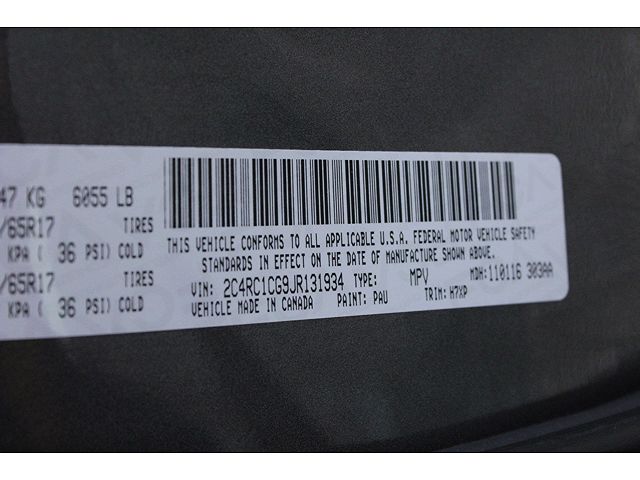 47 KG 6055 LB
/65R17 TIRES
KPA ( 36 PSI) COLD
/65R17 TIRES
KPA ( 36 PSI) COLD
THIS VEHICLE CONFORMS TO ALL APPLICABLE U.S.A. FEDERAL MOTOR VEHICLE SAFETY
STANDARDS IN EFFECT ON THE DATE OF MANUFACTURE SHOWN ABOVE.
VIN: 2C4RC1CG9JR131934 TYPE: MPV MDH: 110116 303AA
VEHICLE MADE IN CANADA PAINT: PAU TRIM: H7XP